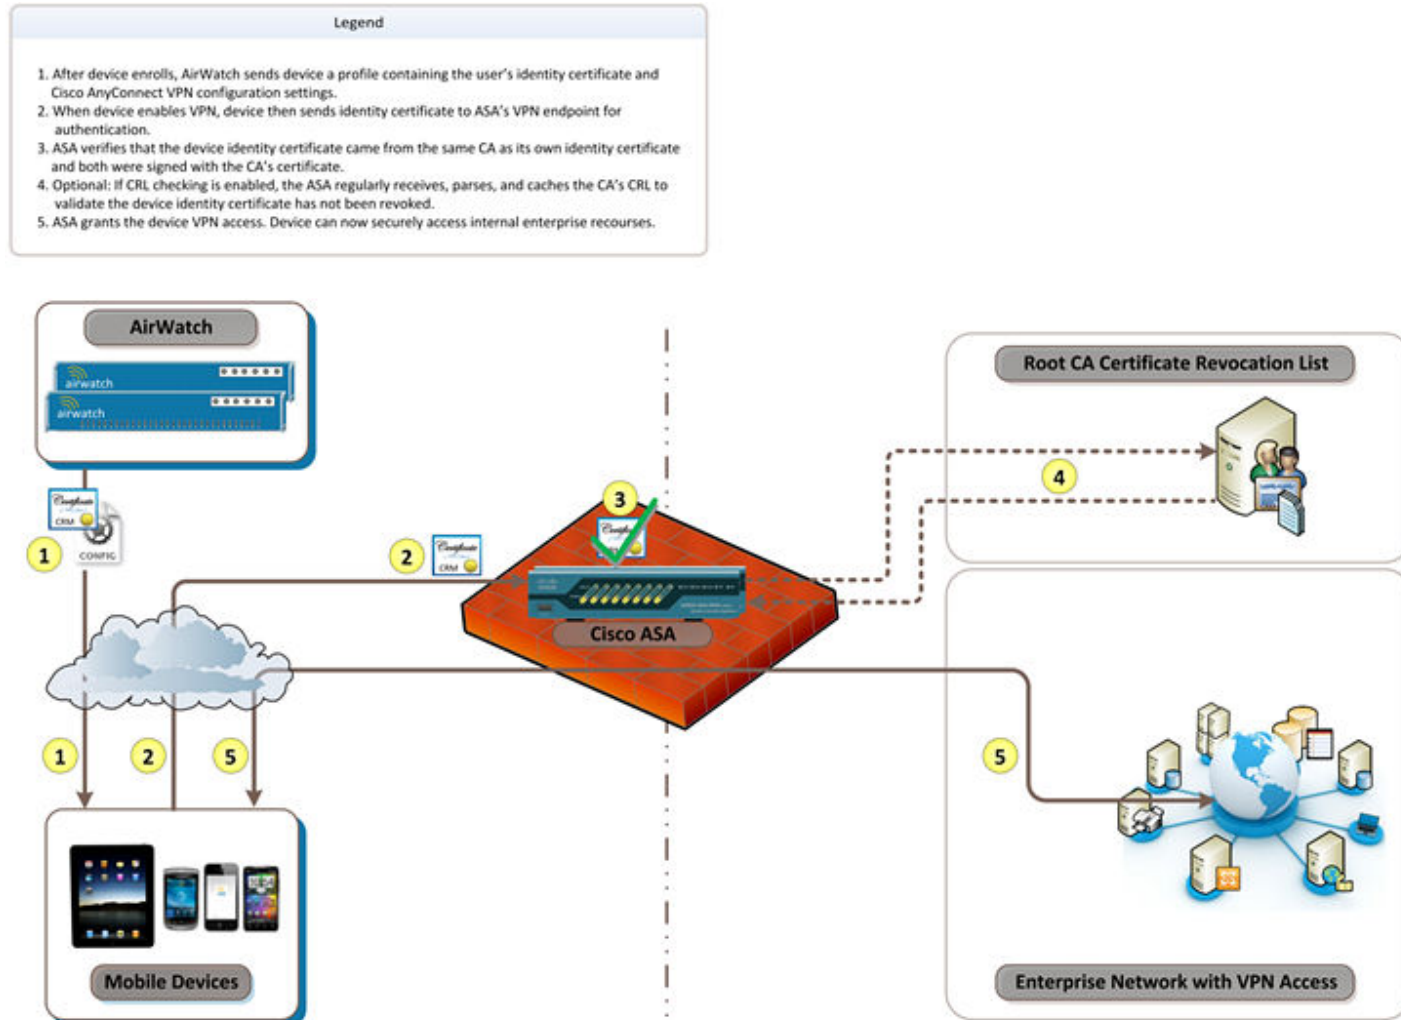 Legend
1. After device enrolls, AirWatch sends device a profile containing the user's identity certificate and
Cisco AnyConnect VPN configuration settings.
2. When device enables VPN, device then sends identity certificate to ASA's VPN endpoint for
authentication.
3. ASA verifies that the device identity certificate came from the same CA as its own identity certificate
and both were signed with the CA's certificate.
4. Optional: If CRL checking is enabled, the ASA regularly receives, parses, and caches the CA's CRL to
validate the device identity certificate has not been revoked.
5. ASA grants the device VPN access. Device can now securely access internal enterprise recourses.
AirWatch
airwatch
airwatch
Root CA Certificate Revocation List
Certificate
CRM
CONFIG
1
2
Certificate
CRM
3
4
Cisco ASA
1
2
5
5
Mobile Devices
Enterprise Network with VPN Access